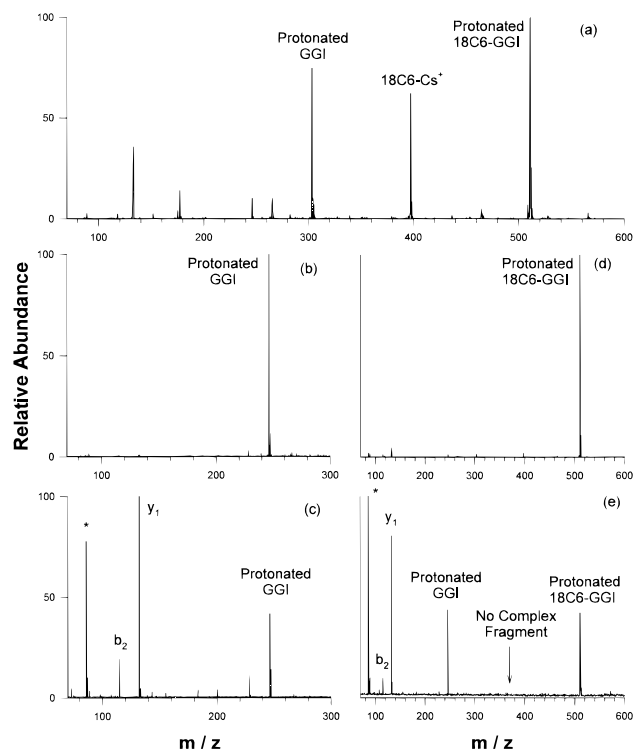 100
50
0
Protonated
GGI
18C6-Cs⁺
Protonated
18C6-GGI
(a)
100 200 300 400 500 600
Relative Abundance
100
50
0
Protonated
GGI
(b)
100 200 300
Protonated
18C6-GGI
(d)
100 200 300 400 500 600
100
50
0
*
b₂
y₁
Protonated
GGI
(c)
100 200 300
m / z
*
b₂
y₁
Protonated
GGI
No Complex
Fragment
Protonated
18C6-GGI
(e)
100 200 300 400 500 600
m / z